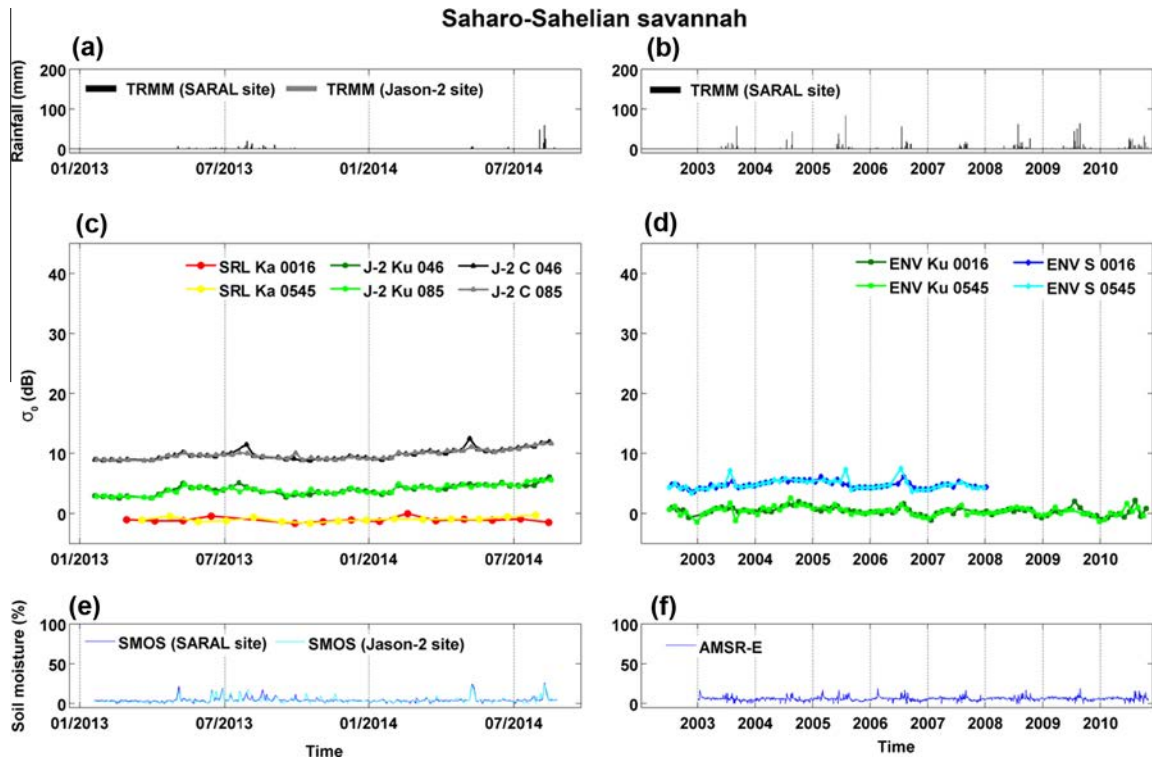 Saharo-Sahelian savannah
(a)
Rainfall (mm)
200
100
0
TRMM (SARAL site) TRMM (Jason-2 site)
01/2013 07/2013 01/2014 07/2014
(b)
200
100
0
TRMM (SARAL site)
2003 2004 2005 2006 2007 2008 2009 2010
(c)
σ0 (dB)
40
30
20
10
0
SRL Ka 0016 J-2 Ku 046 J-2 C 046
SRL Ka 0545 J-2 Ku 085 J-2 C 085
01/2013 07/2013 01/2014 07/2014
(d)
40
30
20
10
0
ENV Ku 0016 ENV S 0016
ENV Ku 0545 ENV S 0545
2003 2004 2005 2006 2007 2008 2009 2010
(e)
Soil moisture (%)
100
50
0
SMOS (SARAL site) SMOS (Jason-2 site)
01/2013 07/2013 01/2014 07/2014
Time
(f)
100
50
0
AMSR-E
2003 2004 2005 2006 2007 2008 2009 2010
Time